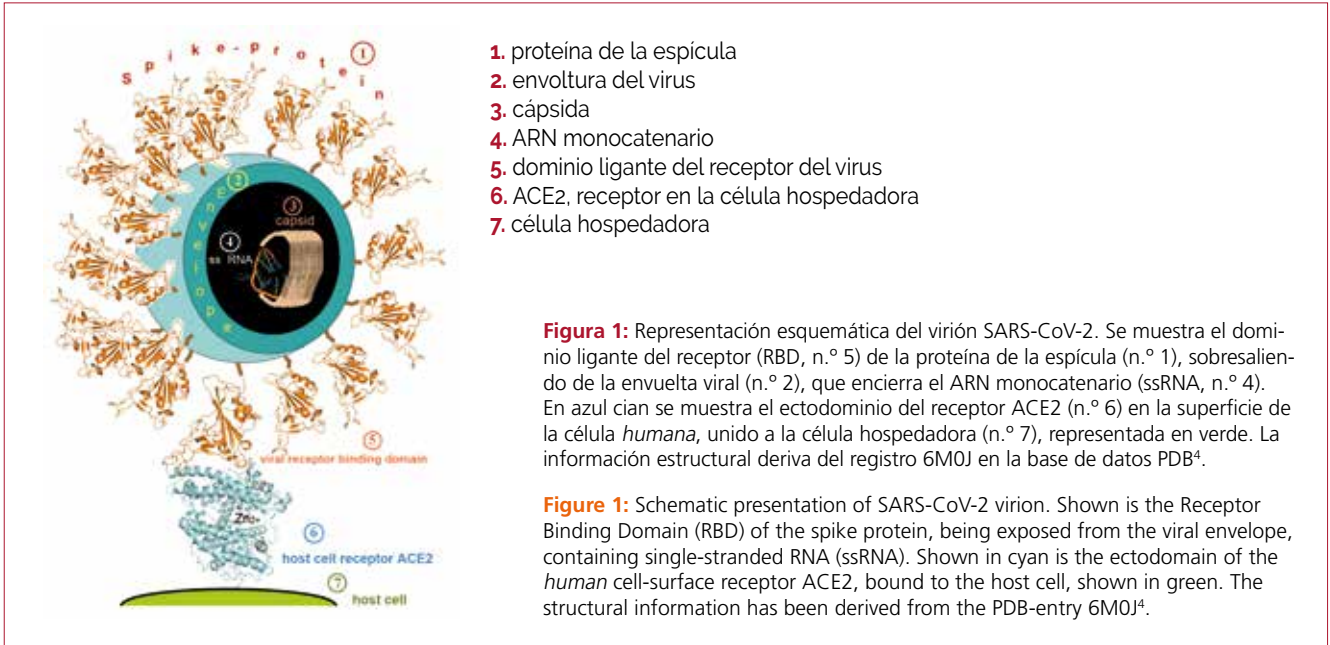 Spike-protein ①
Envelope ②
③
capsid
④
ss RNA
⑤
viral receptor binding domain
Zn²⁺
⑥
host cell receptor ACE2
⑦
host cell
1. proteína de la espícula
2. envoltura del virus
3. cápsida
4. ARN monocatenario
5. dominio ligante del receptor del virus
6. ACE2, receptor en la célula hospedadora
7. célula hospedadora
Figura 1: Representación esquemática del virión SARS-CoV-2. Se muestra el domi-
nio ligante del receptor (RBD, n.º 5) de la proteína de la espícula (n.º 1), sobresalien-
do de la envuelta viral (n.º 2), que encierra el ARN monocatenario (ssRNA, n.º 4).
En azul cian se muestra el ectodominio del receptor ACE2 (n.º 6) en la superficie de
la célula humana, unido a la célula hospedadora (n.º 7), representada en verde. La
información estructural deriva del registro 6M0J en la base de datos PDB⁴.
Figure 1: Schematic presentation of SARS-CoV-2 virion. Shown is the Receptor
Binding Domain (RBD) of the spike protein, being exposed from the viral envelope,
containing single-stranded RNA (ssRNA). Shown in cyan is the ectodomain of the
human cell-surface receptor ACE2, bound to the host cell, shown in green. The
structural information has been derived from the PDB-entry 6M0J⁴.